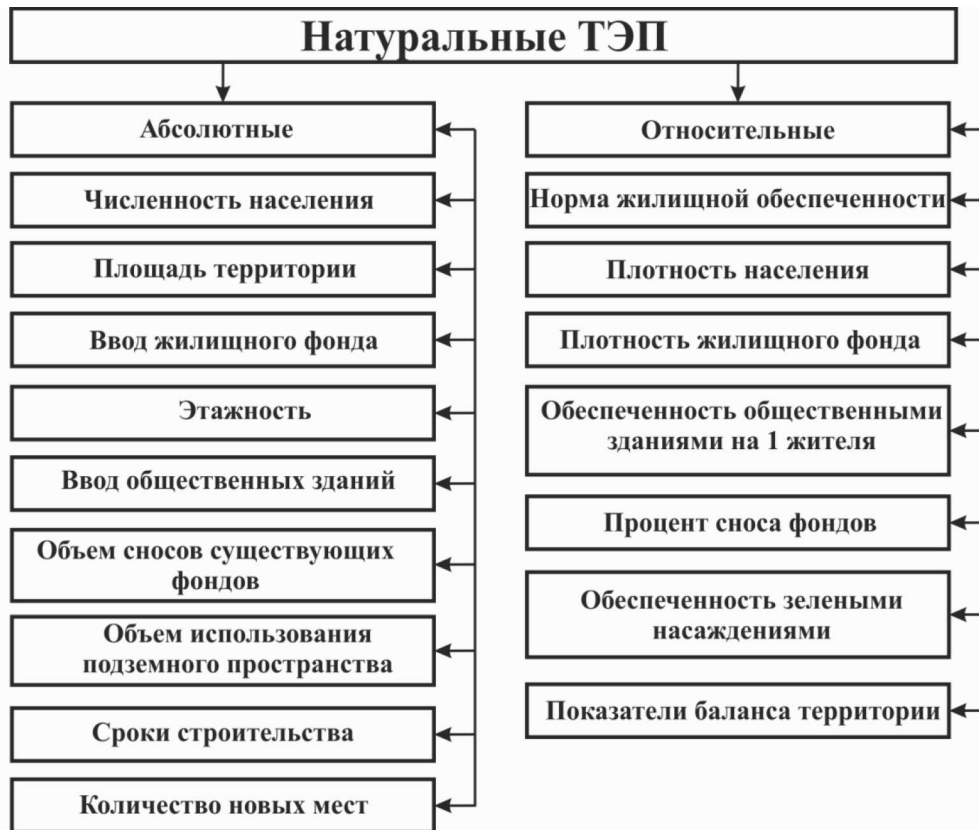 Натуральные ТЭП
Абсолютные
Численность населения
Площадь территории
Ввод жилищного фонда
Этажность
Ввод общественных зданий
Объем сносов существующих
фондов
Объем использования
подземного пространства
Сроки строительства
Количество новых мест
Относительные
Норма жилищной обеспеченности
Плотность населения
Плотность жилищного фонда
Обеспеченность общественными
зданиями на 1 жителя
Процент сноса фондов
Обеспеченность зелеными
насаждениями
Показатели баланса территории